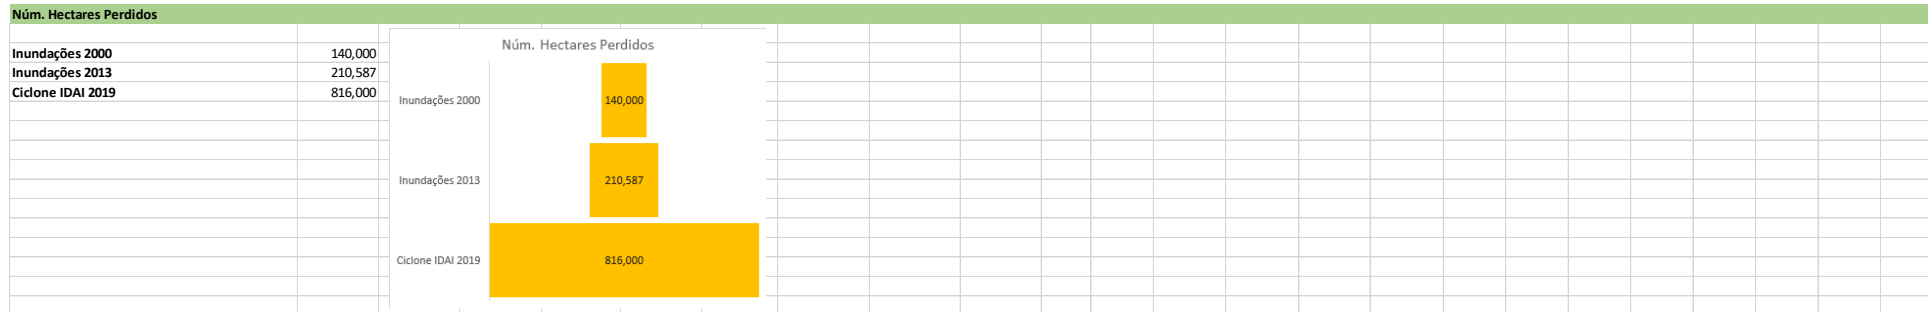 Núm. Hectares Perdidos
Inundações 2000 140,000
Inundações 2013 210,587
Ciclone IDAI 2019 816,000
Núm. Hectares Perdidos
Inundações 2000 140,000
Inundações 2013 210,587
Ciclone IDAI 2019 816,000